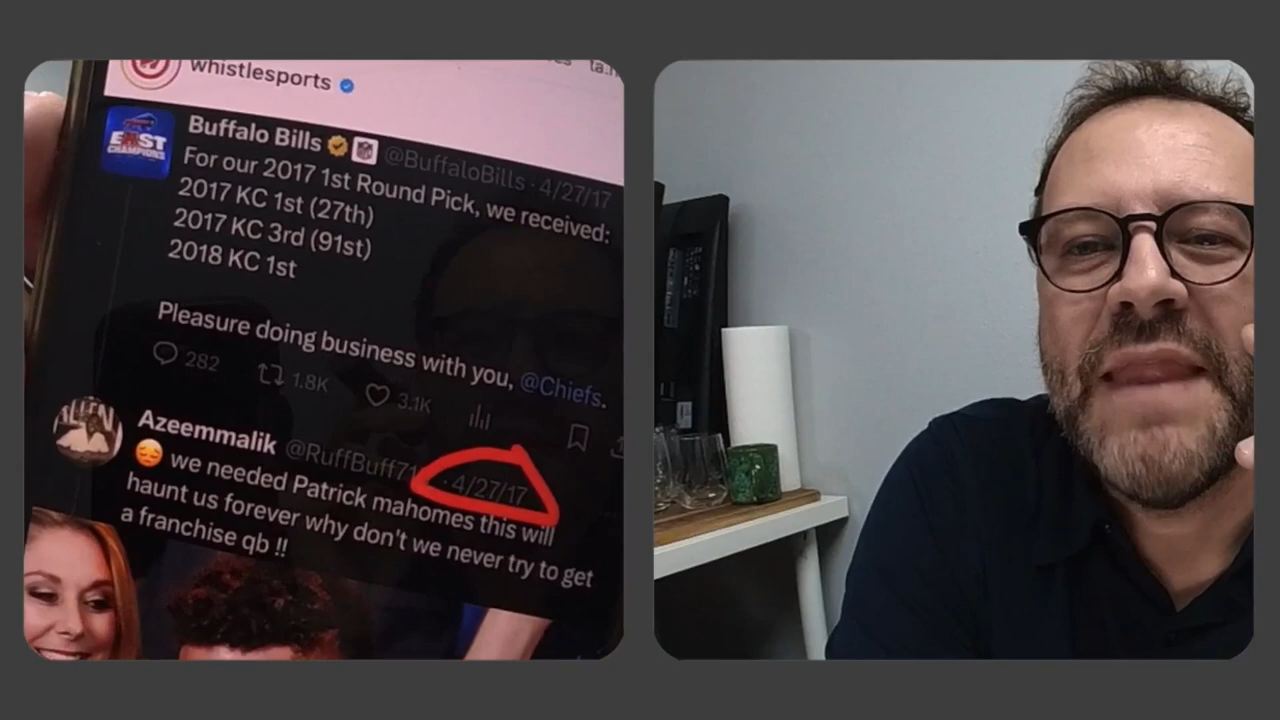 whistlesports
Buffalo Bills @BuffaloBills · 4/27/17
EAST
CHAMPIONS
For our 2017 1st Round Pick, we received:
2017 KC 1st (27th)
2017 KC 3rd (91st)
2018 KC 1st
Pleasure doing business with you, @Chiefs.
282 1.8K 3.1K
Azeemmalik @RuffBuff71 · 4/27/17
😔 we needed Patrick mahomes this will
haunt us forever why don't we never try to get
a franchise qb !!